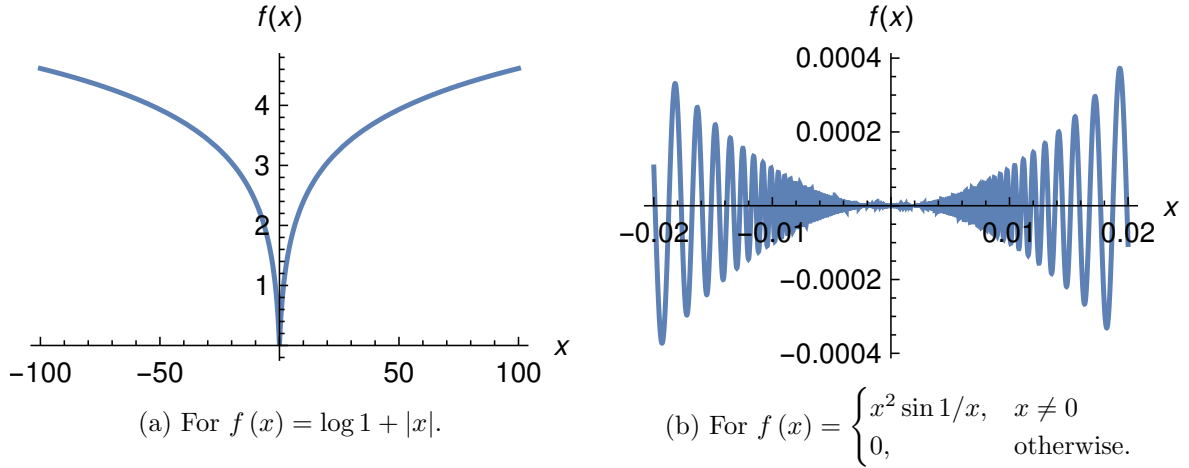 f(x)
4
3
2
1
−100
−50
50
100
x
(a) For f (x) = log 1 + |x|.
f(x)
0.0004
0.0002
−0.02
−0.01
0.01
0.02
x
−0.0002
−0.0004
(b) For f (x) = { x² sin 1/x, x ≠ 0
0, otherwise.